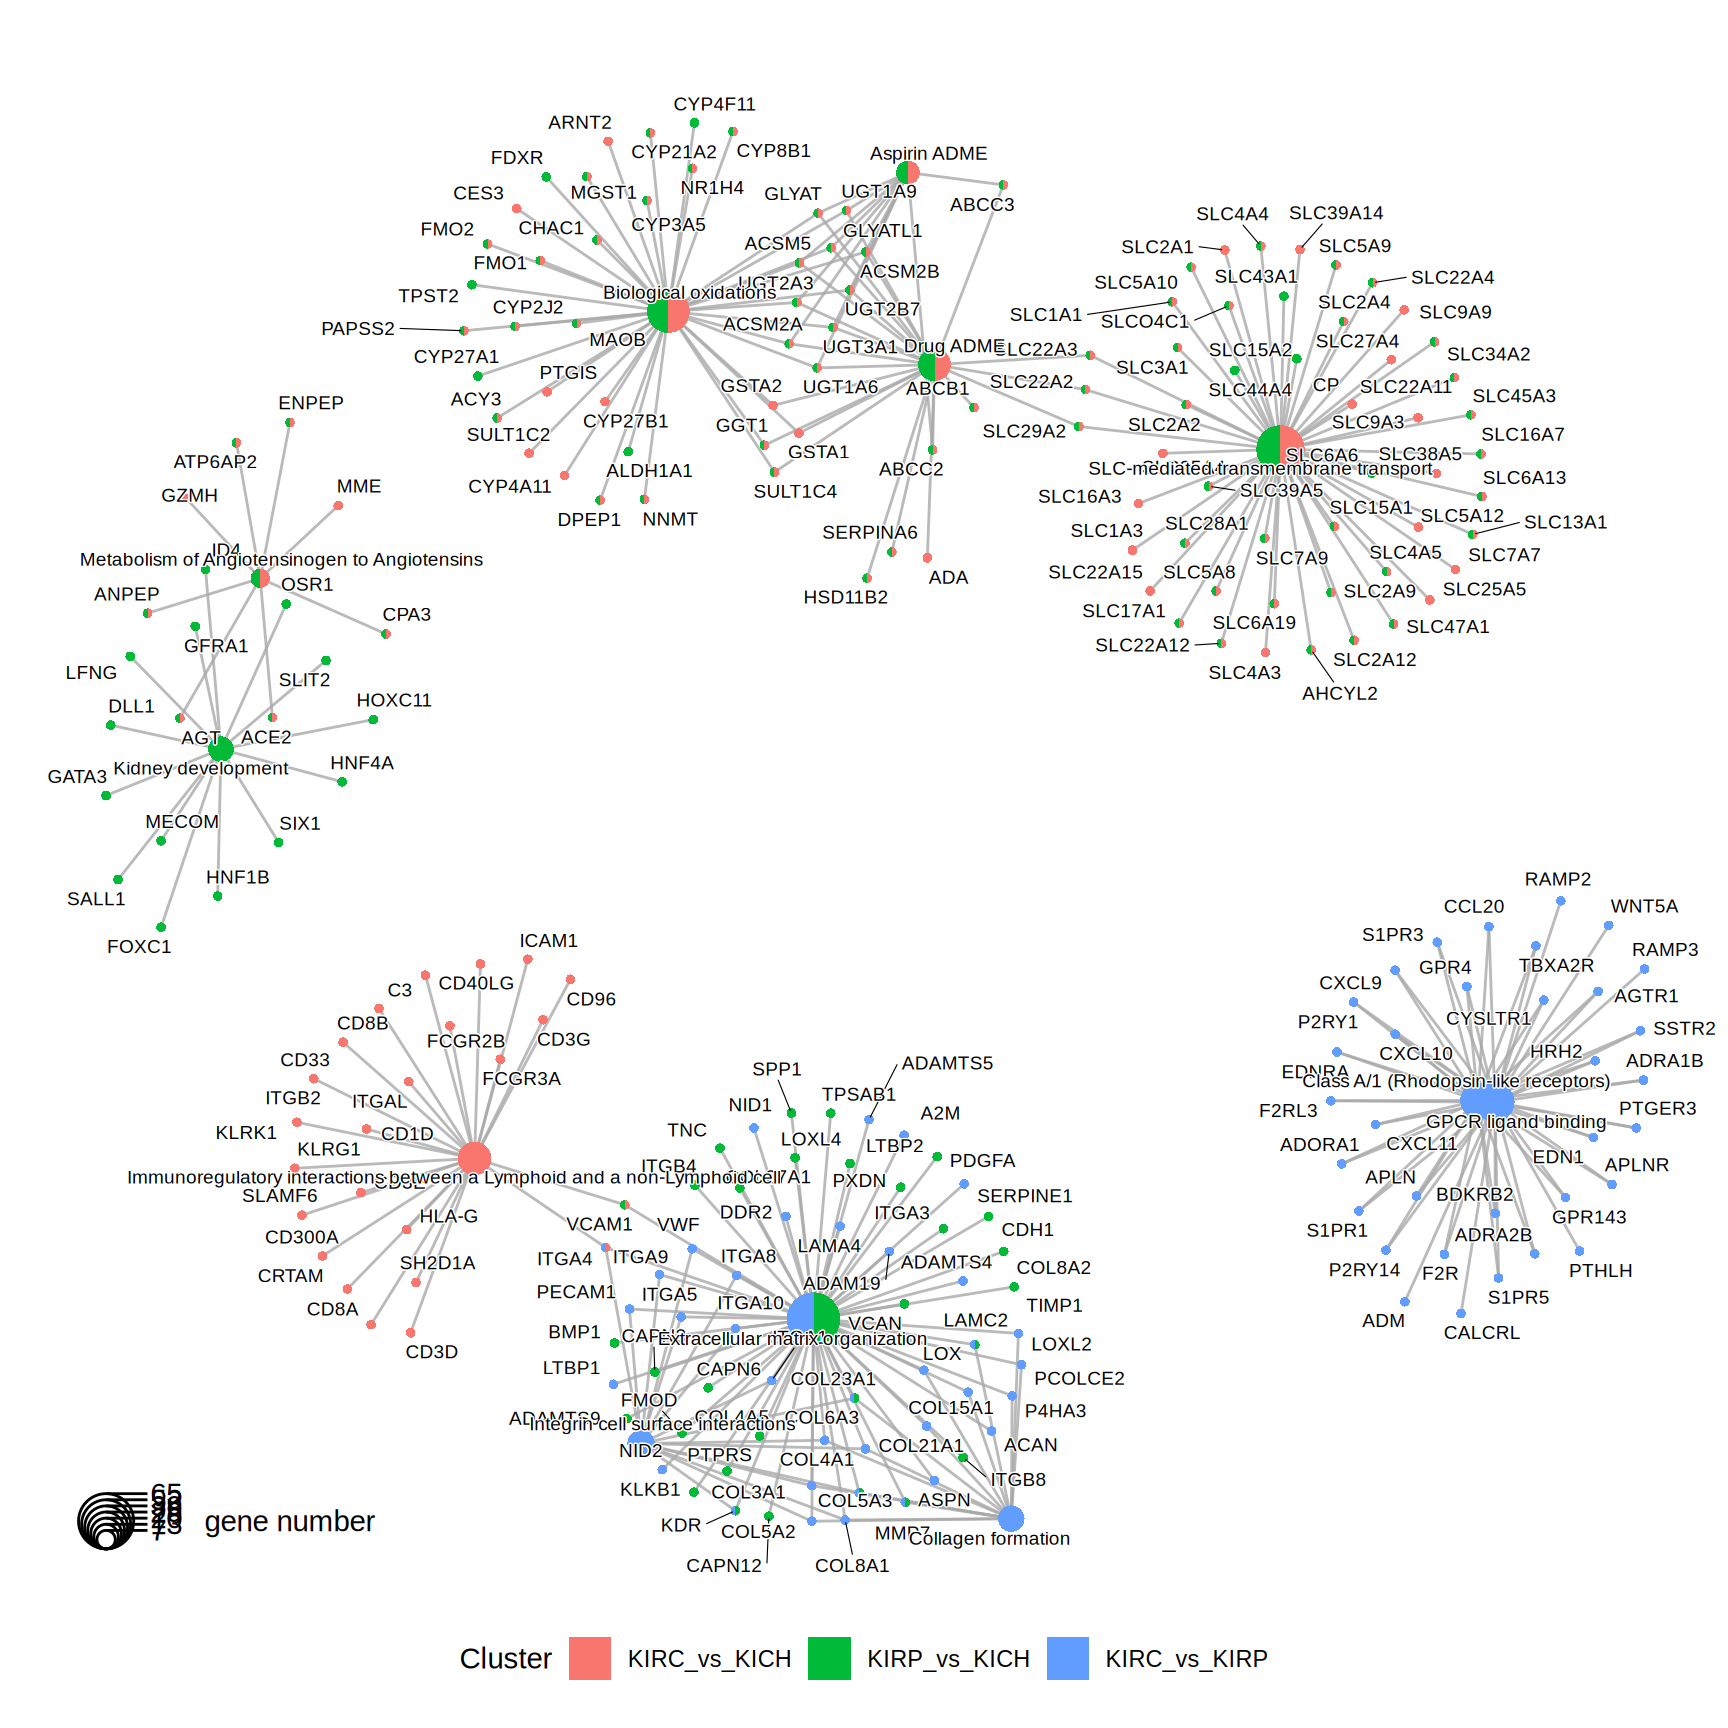 CYP4F11
ARNT2
CYP21A2
CYP8B1
FDXR
Aspirin ADME
CES3
MGST1
NR1H4
GLYAT
UGT1A9
ABCC3
FMO2
CHAC1
CYP3A5
GLYATL1
ACSM5
FMO1
ACSM2B
UGT2A3
Biological oxidations
TPST2
CYP2J2
UGT2B7
PAPSS2
ACSM2A
MAOB
UGT3A1
Drug ADME
CYP27A1
PTGIS
GSTA2
UGT1A6
ABCB1
ACY3
CYP27B1
GGT1
SULT1C2
GSTA1
ABCC2
CYP4A11
ALDH1A1
SULT1C4
DPEP1
NNMT
SERPINA6
ADA
HSD11B2
SLC4A4
SLC39A14
SLC2A1
SLC5A9
SLC5A10
SLC43A1
SLC22A4
SLC1A1
SLCO4C1
SLC2A4
SLC9A9
SLC22A3
SLC15A2
SLC27A4
SLC34A2
SLC3A1
SLC22A2
SLC44A4
CP
SLC22A11
SLC45A3
SLC29A2
SLC2A2
SLC9A3
SLC16A7
SLC6A6
SLC38A5
SLC-mediated transmembrane transport
SLC6A13
SLC16A3
SLC39A5
SLC15A1
SLC5A12
SLC13A1
SLC1A3
SLC28A1
SLC7A9
SLC4A5
SLC7A7
SLC22A15
SLC5A8
SLC2A9
SLC25A5
SLC17A1
SLC6A19
SLC47A1
SLC22A12
SLC4A3
SLC2A12
AHCYL2
ENPEP
ATP6AP2
GZMH
MME
ID4
Metabolism of Angiotensinogen to Angiotensins
ANPEP
OSR1
CPA3
GFRA1
LFNG
SLIT2
DLL1
HOXC11
AGT
ACE2
Kidney development
HNF4A
GATA3
MECOM
SIX1
SALL1
HNF1B
FOXC1
ICAM1
C3
CD40LG
CD96
CD8B
FCGR2B
CD3G
CD33
FCGR3A
ITGB2
ITGAL
KLRK1
CD1D
KLRG1
Immunoregulatory interactions between a Lymphoid and a non-Lymphoid cell
SLAMF6
HLA-G
CD300A
CRTAM
SH2D1A
CD8A
CD3D
RAMP2
CCL20
WNT5A
S1PR3
RAMP3
GPR4
TBXA2R
CXCL9
AGTR1
P2RY1
CYSLTR1
SSTR2
CXCL10
HRH2
ADRA1B
EDNRA
Class A/1 (Rhodopsin-like receptors)
F2RL3
PTGER3
GPCR ligand binding
ADORA1
CXCL11
EDN1
APLNR
APLN
BDKRB2
GPR143
S1PR1
ADRA2B
P2RY14
F2R
PTHLH
S1PR5
ADM
CALCRL
SPP1
ADAMTS5
NID1
TPSAB1
A2M
TNC
LOXL4
LTBP2
ITGB4
PDGFA
PXDN
SERPINE1
DDR2
ITGA3
VCAM1
VWF
CDH1
LAMA4
ITGA4
ITGA9
ITGA8
ADAMTS4
COL8A2
PECAM1
ITGA5
ADAM19
ITGA10
TIMP1
BMP1
VCAN
LAMC2
Extracellular matrix organization
LOXL2
LTBP1
CAPN6
LOX
COL23A1
PCOLCE2
FMOD
COL15A1
P4HA3
ADAMTS9
COL4A5
COL6A3
Integrin cell surface interactions
NID2
PTPRS
COL4A1
COL21A1
ACAN
KLKB1
COL3A1
ITGB8
COL5A3
ASPN
KDR
COL5A2
MMP7
Collagen formation
CAPN12
COL8A1
gene number
Cluster
KIRC_vs_KICH
KIRP_vs_KICH
KIRC_vs_KIRP